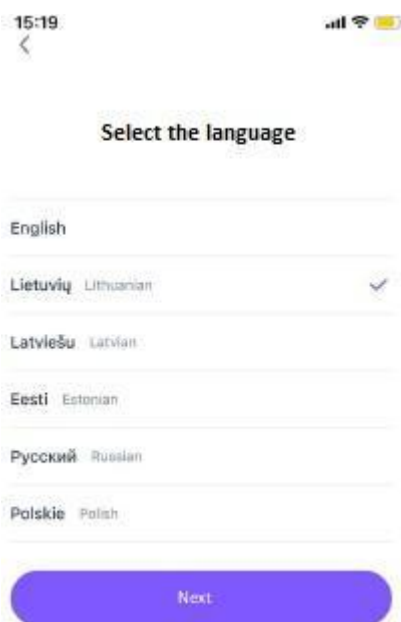 15:19
Select the language
English
Lietuvių Lithuanian
Latviešu Latvian
Eesti Estonian
Русский Russian
Polskie Polish
Next